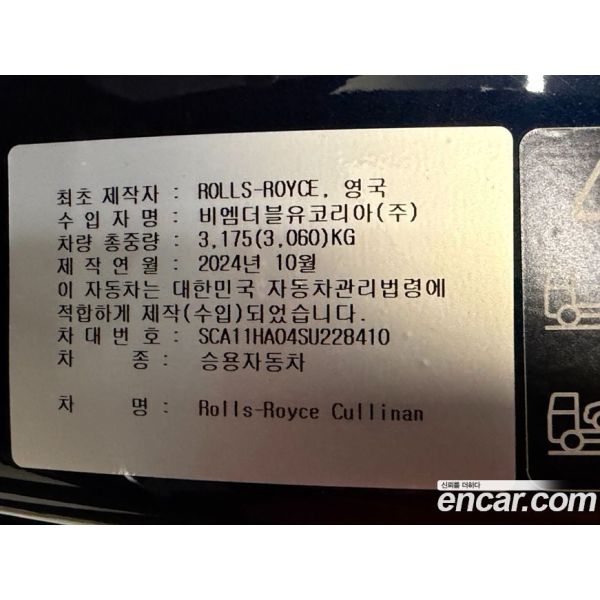 최초 제작자 : ROLLS-ROYCE, 영국
수 입 자 명 : 비엠더블유코리아(주)
차량 총중량 : 3,175(3,060)KG
제 작 연 월 : 2024년 10월
이 자동차는 대한민국 자동차관리법령에
적합하게 제작(수입)되었습니다.
차 대 번 호 : SCA11HA04SU228410
차 종 : 승용자동차
차 명 : Rolls-Royce Cullinan
신뢰를 더하다
encar.com